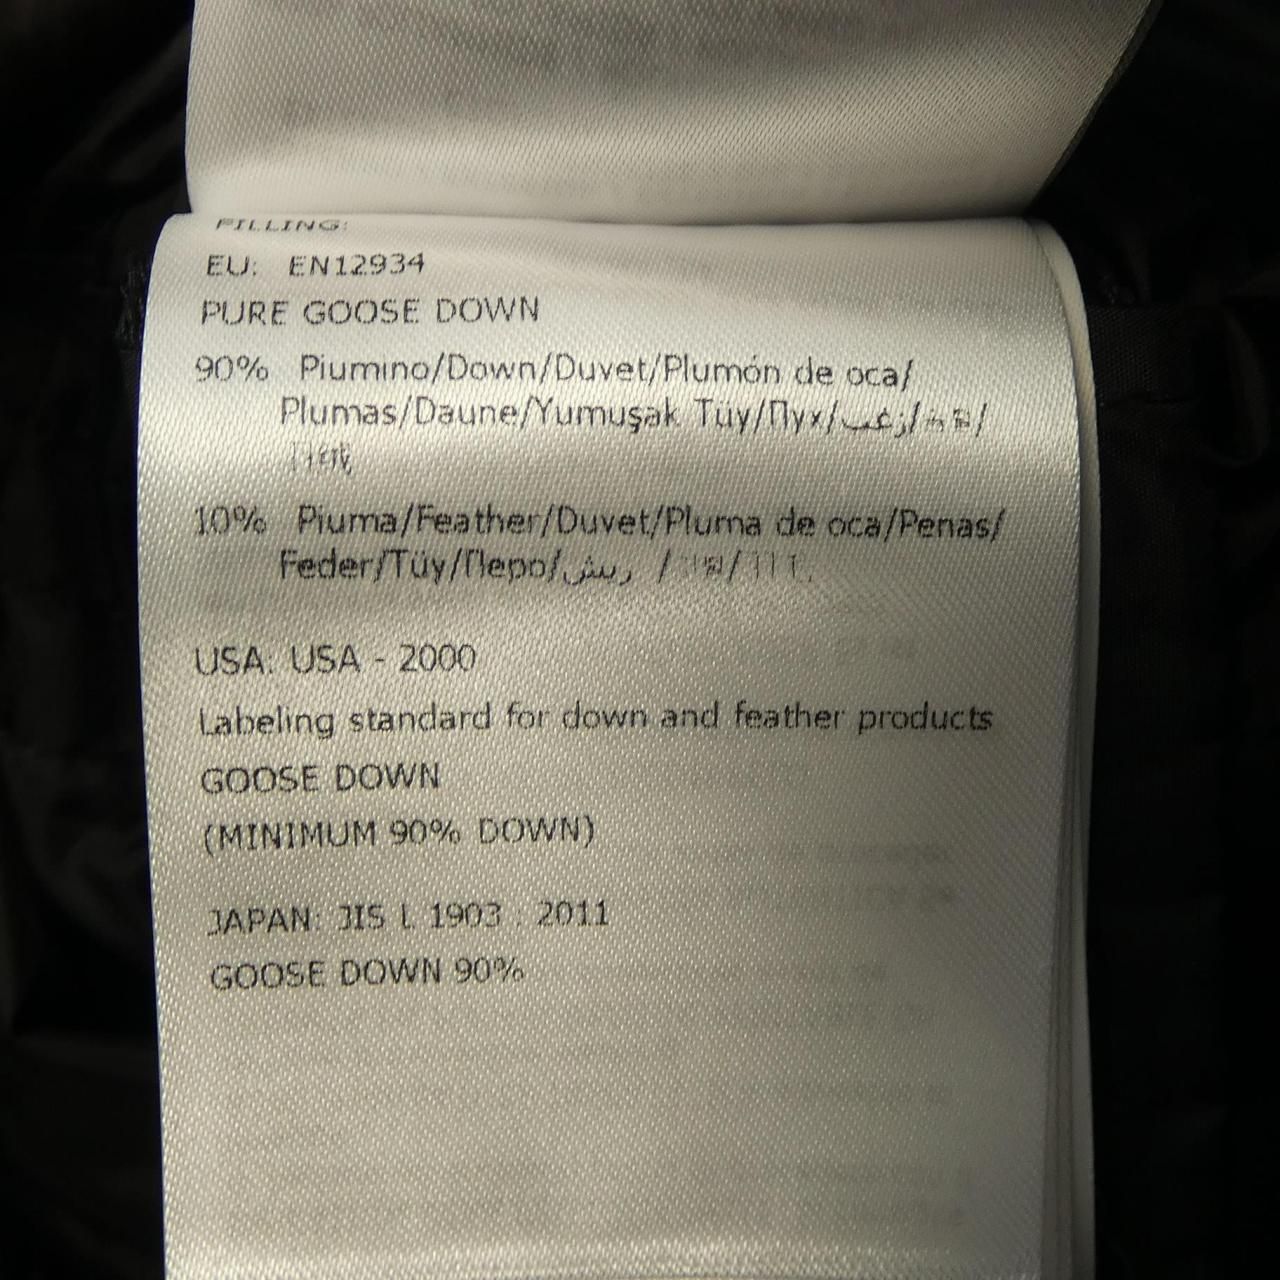 FILLING:
EU: EN12934
PURE GOOSE DOWN
90% Piumino/Down/Duvet/Plumón de oca/
Plumas/Daune/Yumuşak Tüy/Пух/زغب/
10% Piuma/Feather/Duvet/Pluma de oca/Penas/
Feder/Tüy/Перо/ريش /
USA: USA - 2000
Labeling standard for down and feather products
GOOSE DOWN
(MINIMUM 90% DOWN)
JAPAN: JIS L 1903 : 2011
GOOSE DOWN 90%